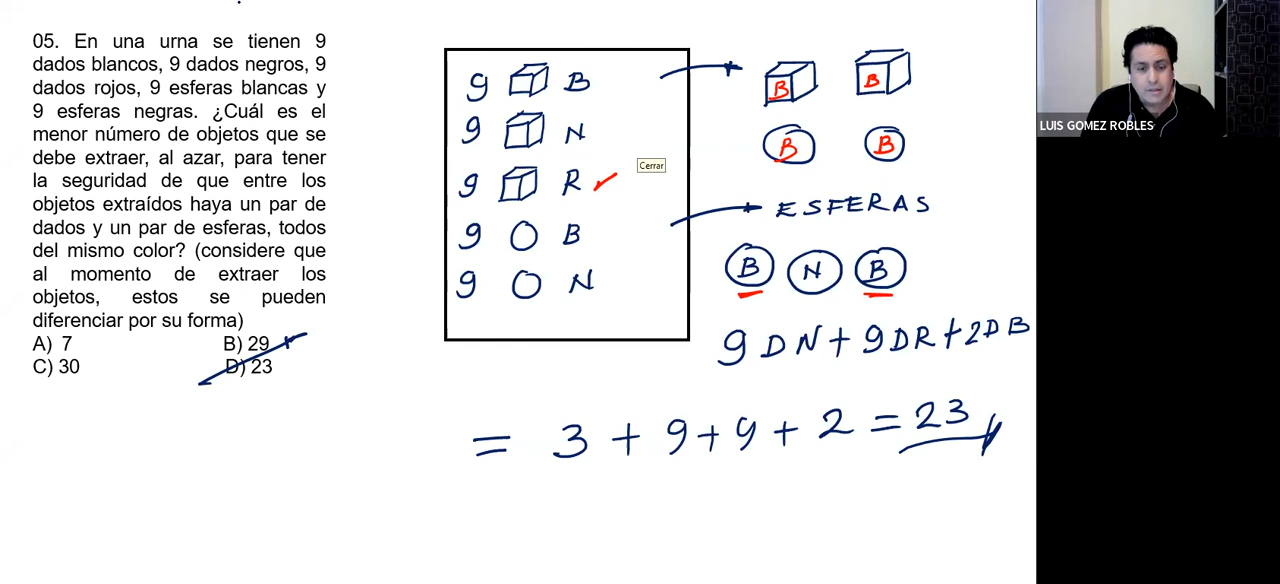 05. En una urna se tienen 9
dados blancos, 9 dados negros, 9
dados rojos, 9 esferas blancas y
9 esferas negras. ¿Cuál es el
menor número de objetos que se
debe extraer, al azar, para tener
la seguridad de que entre los
objetos extraídos haya un par de
dados y un par de esferas, todos
del mismo color? (considere que
al momento de extraer los
objetos, estos se pueden
diferenciar por su forma)
A) 7 B) 29
C) 30 D) 23
9 B
9 N
9 R
9 B
9 N
Cerrar
B B
B B
ESFERAS
B N B
9 DN + 9DR + 2DB
= 3 + 9 + 9 + 2 = 23
LUIS GOMEZ ROBLES